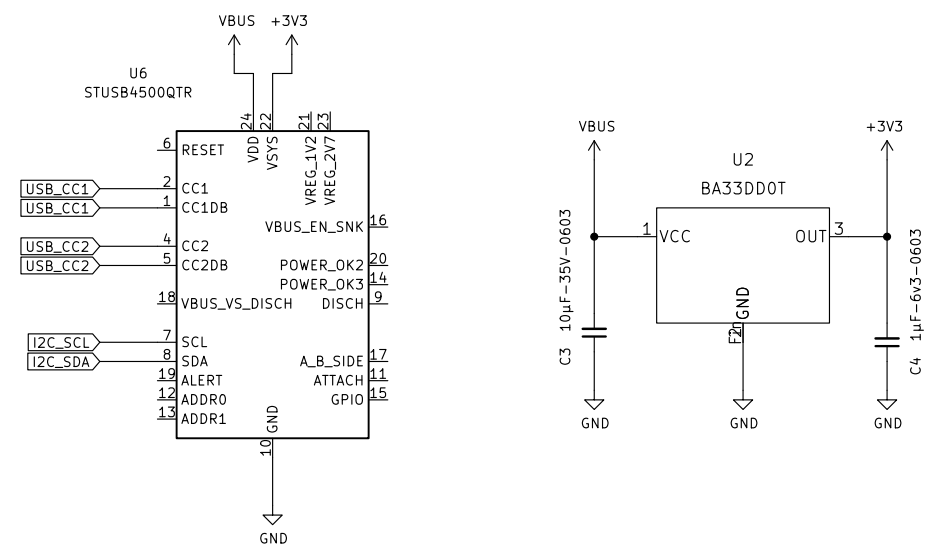 VBUS +3V3
U6
STUSB4500QTR
24 22 21 23
VDD VSYS VREG_1V2 VREG_2V7
6 RESET
USB_CC1 2 CC1
USB_CC1 1 CC1DB
VBUS_EN_SNK 16
USB_CC2 4 CC2
USB_CC2 5 CC2DB
POWER_OK2 20
POWER_OK3 14
18 VBUS_VS_DISCH DISCH 9
I2C_SCL 7 SCL
I2C_SDA 8 SDA
A_B_SIDE 17
19 ALERT ATTACH 11
12 ADDR0 GPIO 15
13 ADDR1
GND
10
GND
VBUS +3V3
U2
BA33DD0T
1 VCC OUT 3
GND
C3 10µF-35V-0603
C4 1µF-6v3-0603
GND GND GND